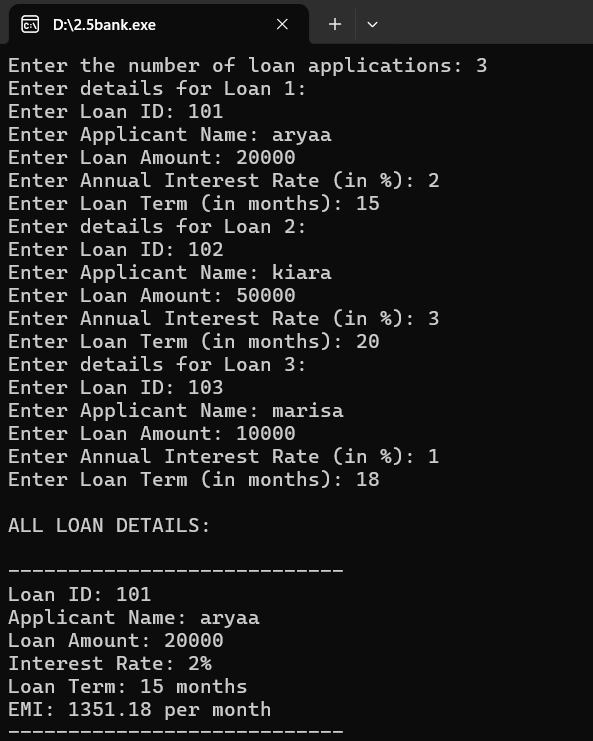 D:\2.5bank.exe
Enter the number of loan applications: 3
Enter details for Loan 1:
Enter Loan ID: 101
Enter Applicant Name: aryaa
Enter Loan Amount: 20000
Enter Annual Interest Rate (in %): 2
Enter Loan Term (in months): 15
Enter details for Loan 2:
Enter Loan ID: 102
Enter Applicant Name: kiara
Enter Loan Amount: 50000
Enter Annual Interest Rate (in %): 3
Enter Loan Term (in months): 20
Enter details for Loan 3:
Enter Loan ID: 103
Enter Applicant Name: marisa
Enter Loan Amount: 10000
Enter Annual Interest Rate (in %): 1
Enter Loan Term (in months): 18
ALL LOAN DETAILS:
----------------------------
Loan ID: 101
Applicant Name: aryaa
Loan Amount: 20000
Interest Rate: 2%
Loan Term: 15 months
EMI: 1351.18 per month
----------------------------